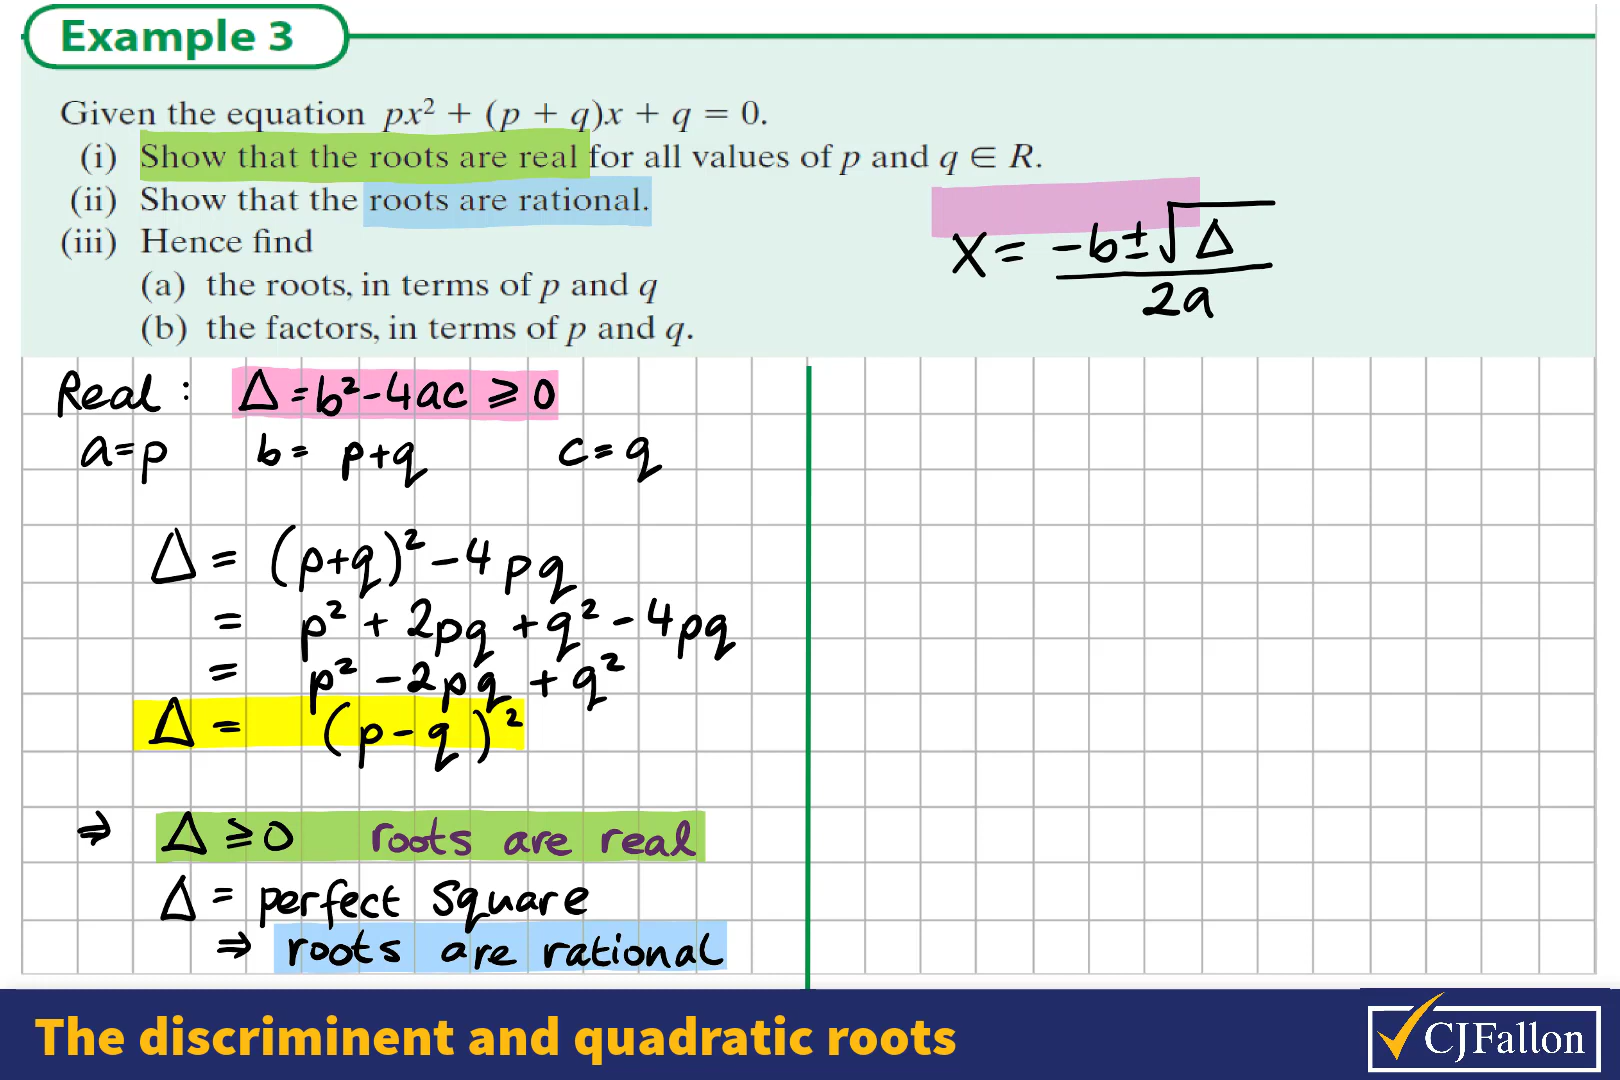 Example 3
Given the equation px² + (p + q)x + q = 0.
(i) Show that the roots are real for all values of p and q ∈ R.
(ii) Show that the roots are rational.
(iii) Hence find
(a) the roots, in terms of p and q
(b) the factors, in terms of p and q.
x = (-b ± √Δ) / 2a
Real : Δ = b² - 4ac ≥ 0
a = p b = p+q c = q
Δ = (p+q)² - 4pq
= p² + 2pq + q² - 4pq
= p² - 2pq + q²
Δ = (p - q)²
⇒ Δ ≥ 0 roots are real
Δ = perfect square
⇒ roots are rational
The discriminent and quadratic roots
CJFallon